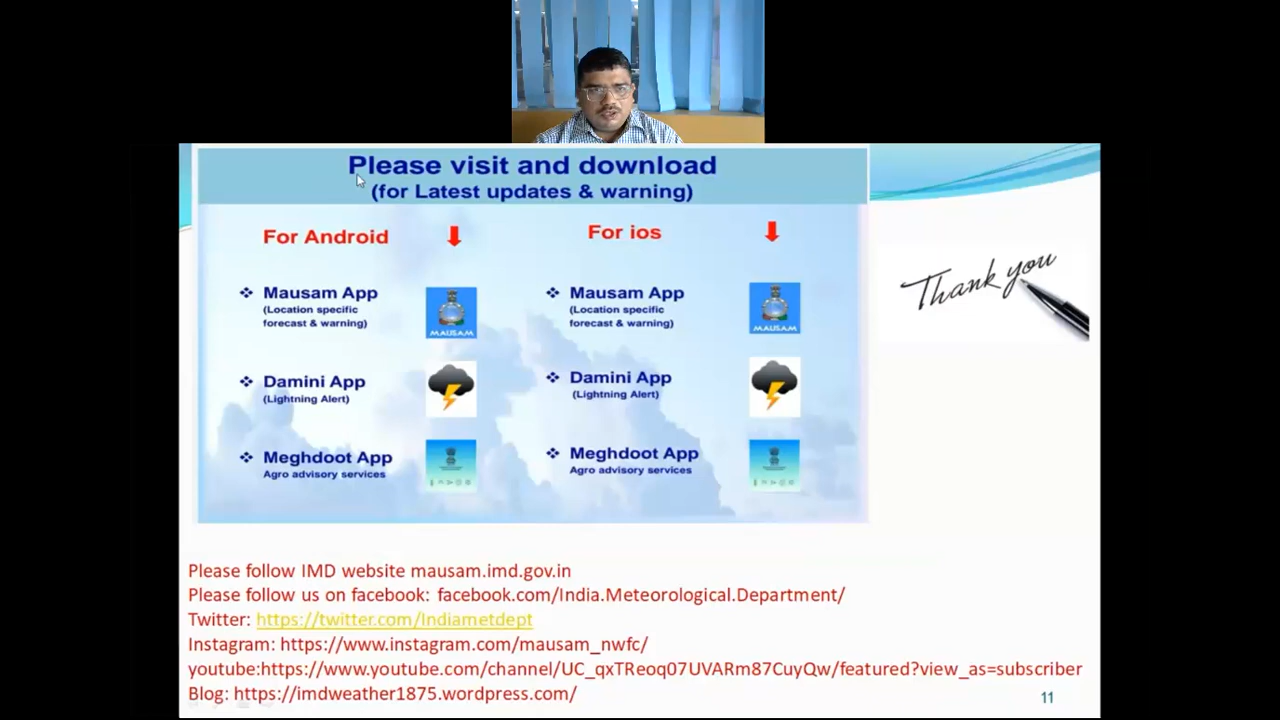 Please visit and download
(for Latest updates & warning)
For Android
For ios
Mausam App
(Location specific
forecast & warning)
MAUSAM
Mausam App
(Location specific
forecast & warning)
MAUSAM
Damini App
(Lightning Alert)
Damini App
(Lightning Alert)
Meghdoot App
Agro advisory services
Meghdoot App
Agro advisory services
Thank you
Please follow IMD website mausam.imd.gov.in
Please follow us on facebook: facebook.com/India.Meteorological.Department/
Twitter: https://twitter.com/Indiametdept
Instagram: https://www.instagram.com/mausam_nwfc/
youtube:https://www.youtube.com/channel/UC_qxTReoq07UVARm87CuyQw/featured?view_as=subscriber
Blog: https://imdweather1875.wordpress.com/
11